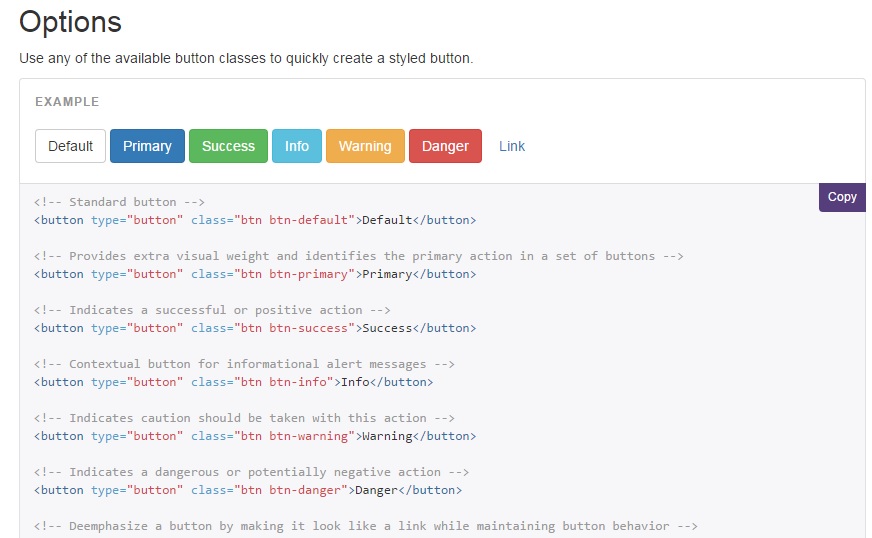 Options
Use any of the available button classes to quickly create a styled button.
EXAMPLE
Default Primary Success Info Warning Danger Link
Copy
<!-- Standard button -->
<button type="button" class="btn btn-default">Default</button>
<!-- Provides extra visual weight and identifies the primary action in a set of buttons -->
<button type="button" class="btn btn-primary">Primary</button>
<!-- Indicates a successful or positive action -->
<button type="button" class="btn btn-success">Success</button>
<!-- Contextual button for informational alert messages -->
<button type="button" class="btn btn-info">Info</button>
<!-- Indicates caution should be taken with this action -->
<button type="button" class="btn btn-warning">Warning</button>
<!-- Indicates a dangerous or potentially negative action -->
<button type="button" class="btn btn-danger">Danger</button>
<!-- Deemphasize a button by making it look like a link while maintaining button behavior -->